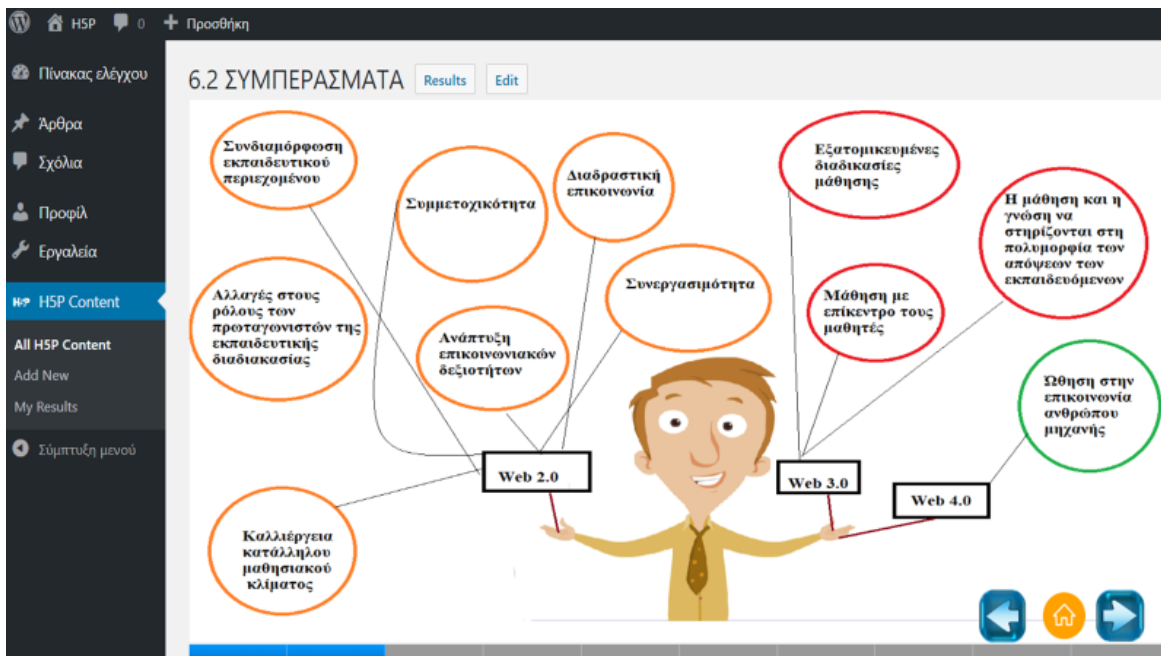 H5P 0 + Προσθήκη
Πίνακας ελέγχου
Άρθρα
Σχόλια
Προφίλ
Εργαλεία
H5P H5P Content
All H5P Content
Add New
My Results
Σύμπτυξη μενού
6.2 ΣΥΜΠΕΡΑΣΜΑΤΑ Results Edit
Συνδιαμόρφωση
εκπαιδευτικού
περιεχομένου
Συμμετοχικότητα
Διαδραστική
επικοινωνία
Αλλαγές στους
ρόλους των
πρωταγωνιστών της
εκπαιδευτικής
διαδιακασίας
Ανάπτυξη
επικοινωνιακών
δεξιοτήτων
Συνεργασιμότητα
Καλλιέργεια
κατάλληλου
μαθησιακού
κλίματος
Web 2.0
Εξατομικευμένες
διαδικασίες
μάθησης
Μάθηση με
επίκεντρο τους
μαθητές
Η μάθηση και η
γνώση να
στηρίζονται στη
πολυμορφία των
απόψεων των
εκπαιδευόμενων
Web 3.0
Ώθηση στην
επικοινωνία
ανθρώπου
μηχανής
Web 4.0